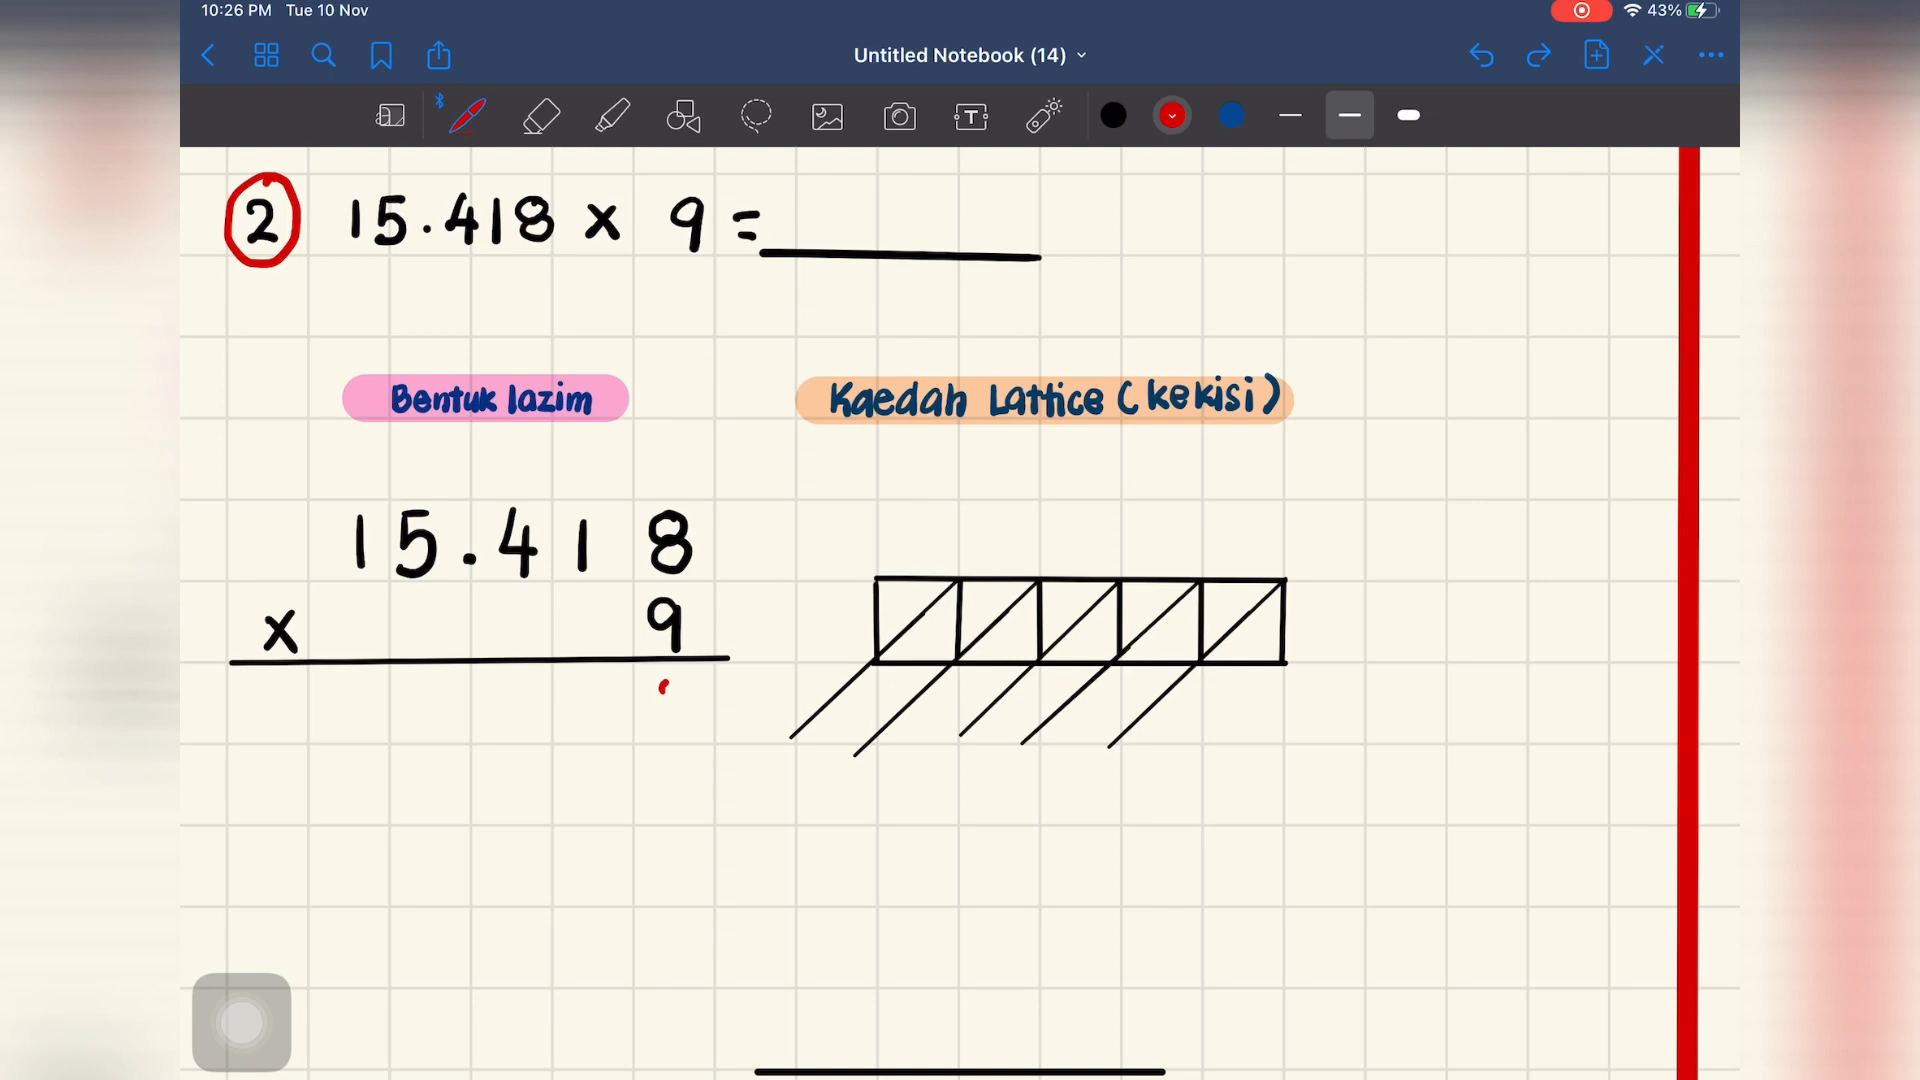 10:26 PM Tue 10 Nov
43%
Untitled Notebook (14)
2 15.418 x 9 =
Bentuk lazim
Kaedah Lattice (kekisi)
15.418
x 9